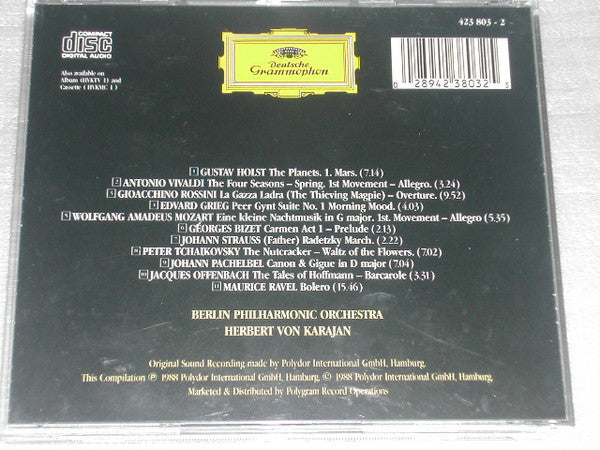 COMPACT
disc
DIGITAL AUDIO
Also available on
Album (HVKTV 1) and
Cassette (HVKMC 1)
Deutsche
Grammophon
423 803 - 2
0 28942 38032 5
1 GUSTAV HOLST The Planets. 1. Mars. (7.14)
2 ANTONIO VIVALDI The Four Seasons – Spring. 1st Movement – Allegro. (3.24)
3 GIOACCHINO ROSSINI La Gazza Ladra (The Thieving Magpie) – Overture. (9.52)
4 EDVARD GRIEG Peer Gynt Suite No. 1 Morning Mood. (4.03)
5 WOLFGANG AMADEUS MOZART Eine kleine Nachtmusik in G major. 1st. Movement – Allegro (5.35)
6 GEORGES BIZET Carmen Act 1 – Prelude (2.13)
7 JOHANN STRAUSS (Father) Radetzky March. (2.22)
8 PETER TCHAIKOVSKY The Nutcracker – Waltz of the Flowers. (7.02)
9 JOHANN PACHELBEL Canon & Gigue in D major (7.04)
10 JACQUES OFFENBACH The Tales of Hoffmann – Barcarole (3.31)
11 MAURICE RAVEL Bolero (15.46)
BERLIN PHILHARMONIC ORCHESTRA
HERBERT VON KARAJAN
Original Sound Recording made by Polydor International GmbH, Hamburg.
This Compilation ℗ 1988 Polydor International GmbH, Hamburg, © 1988 Polydor International GmbH, Hamburg.
Marketed & Distributed by Polygram Record Operations